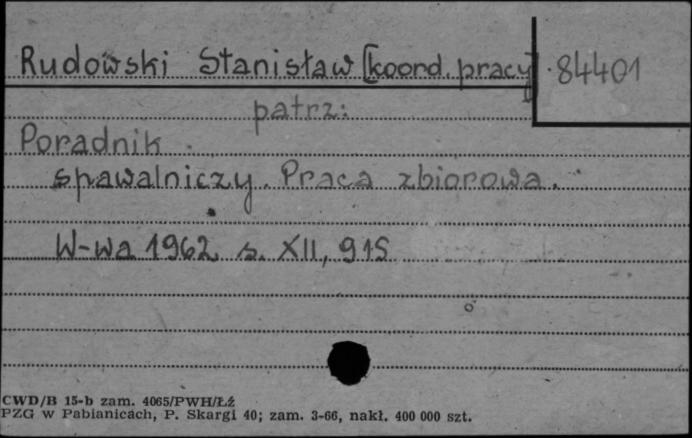 Rudowski Stanisław [koord. pracy]
84401
patrz:
Poradnik
spawalniczy. Praca zbiorowa.
W-wa 1962 s. XII, 915
CWD/B 15-b zam. 4065/PWH/Łź
PZG w Pabianicach, P. Skargi 40; zam. 3-66, nakł. 400 000 szt.